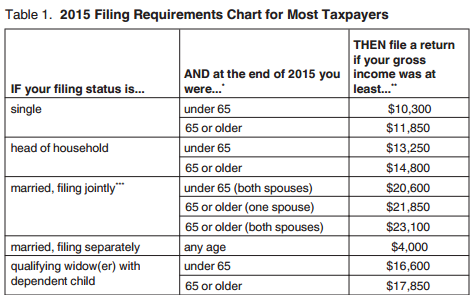 Table 1. 2015 Filing Requirements Chart for Most Taxpayers
IF your filing status is...
AND at the end of 2015 you
were...*
THEN file a return
if your gross
income was at
least...**
single
under 65
$10,300
65 or older
$11,850
head of household
under 65
$13,250
65 or older
$14,800
married, filing jointly***
under 65 (both spouses)
$20,600
65 or older (one spouse)
$21,850
65 or older (both spouses)
$23,100
married, filing separately
any age
$4,000
qualifying widow(er) with
dependent child
under 65
$16,600
65 or older
$17,850